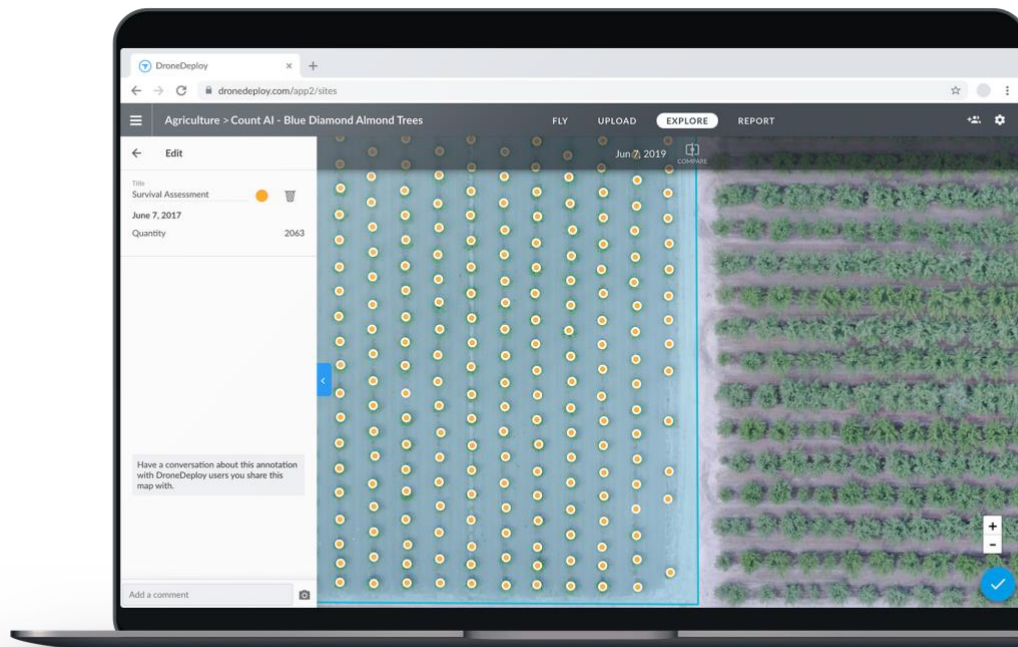 DroneDeploy
dronedeploy.com/app2/sites
Agriculture > Count AI - Blue Diamond Almond Trees
FLY UPLOAD EXPLORE REPORT
Edit
Jun 7, 2019
COMPARE
Title
Survival Assessment
June 7, 2017
Quantity 2063
Have a conversation about this annotation
with DroneDeploy users you share this
map with.
Add a comment